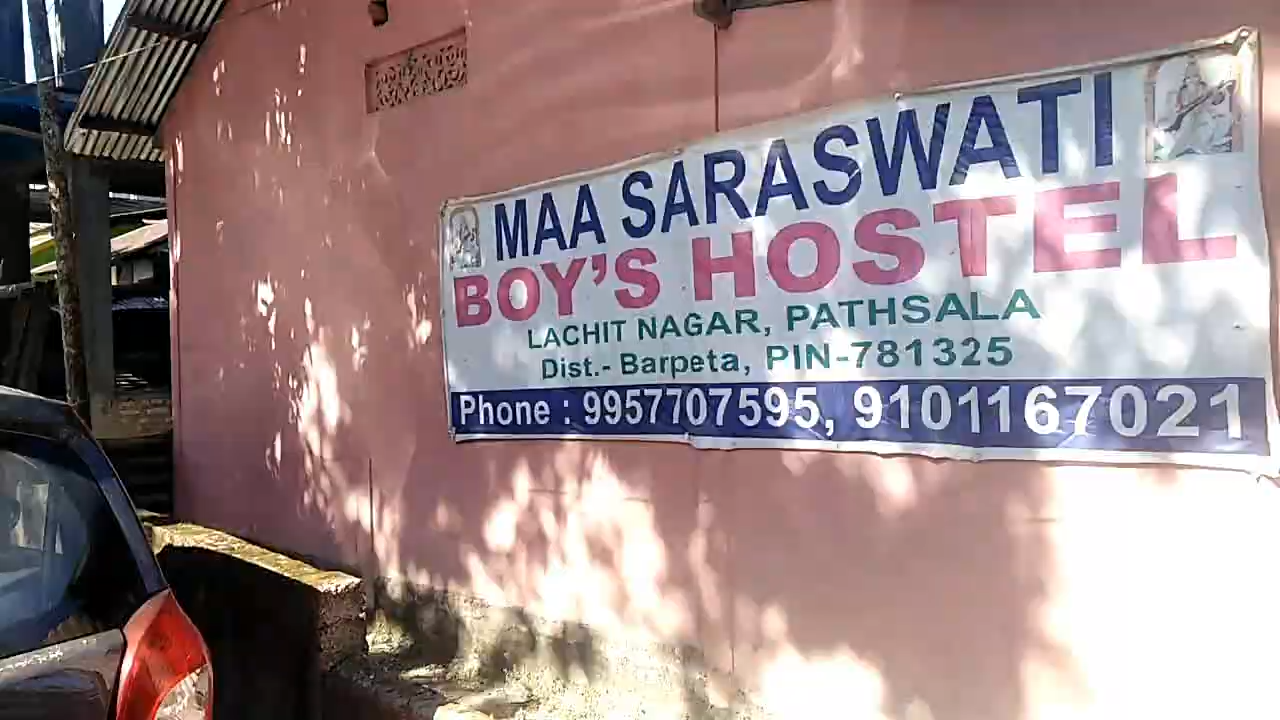 MAA SARASWATI
BOY'S HOSTEL
LACHIT NAGAR, PATHSALA
Dist.- Barpeta, PIN-781325
Phone : 9957707595, 9101167021